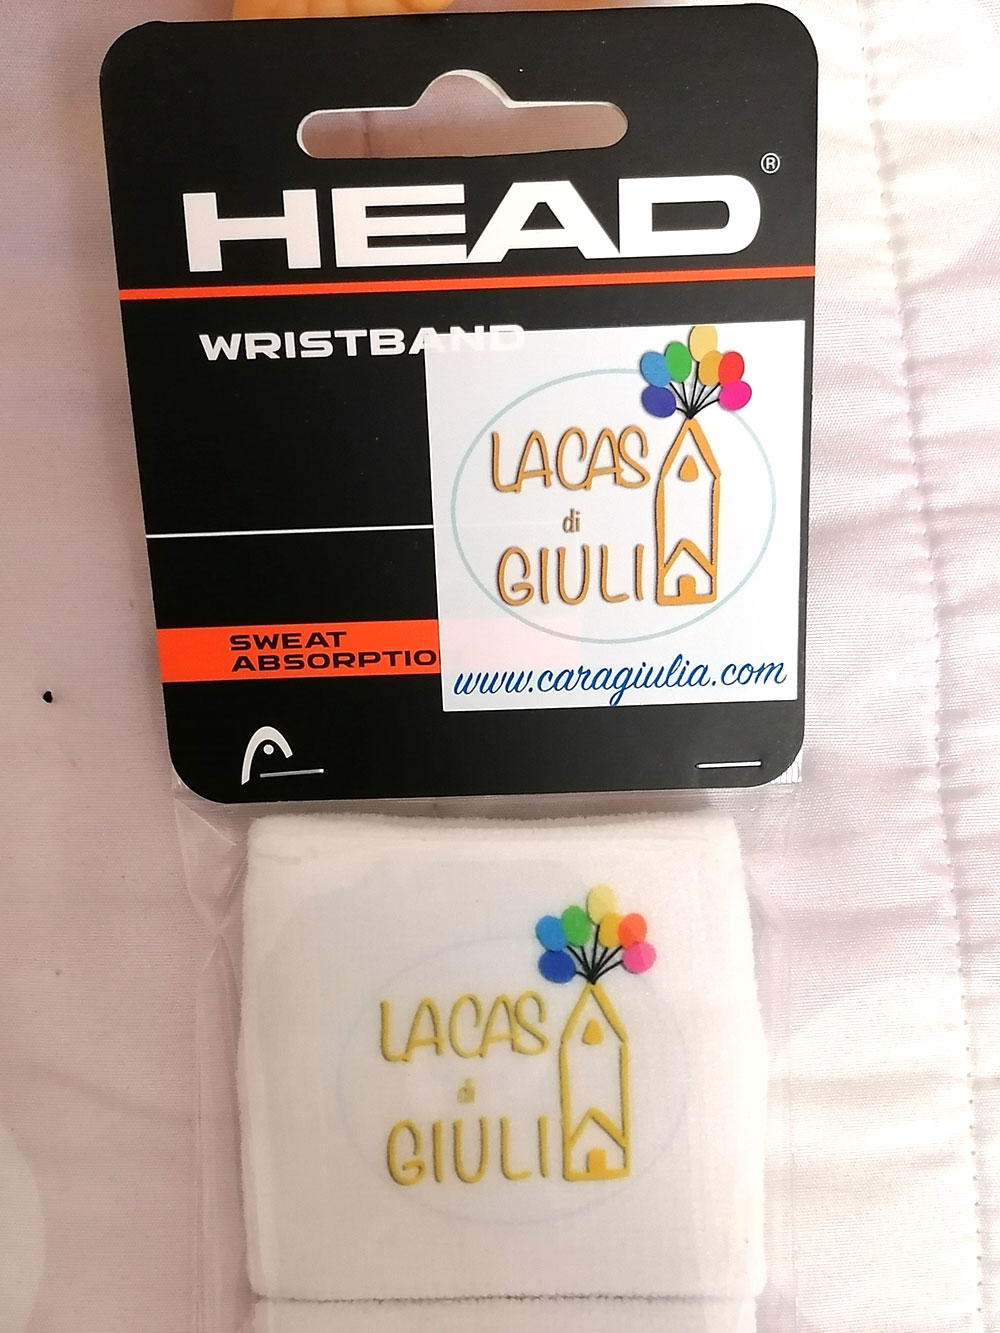 HEAD®
WRISTBAND
LACAS
di
GIULI
SWEAT
ABSORPTIO
www.caragiulia.com
LACAS
di
GIULI